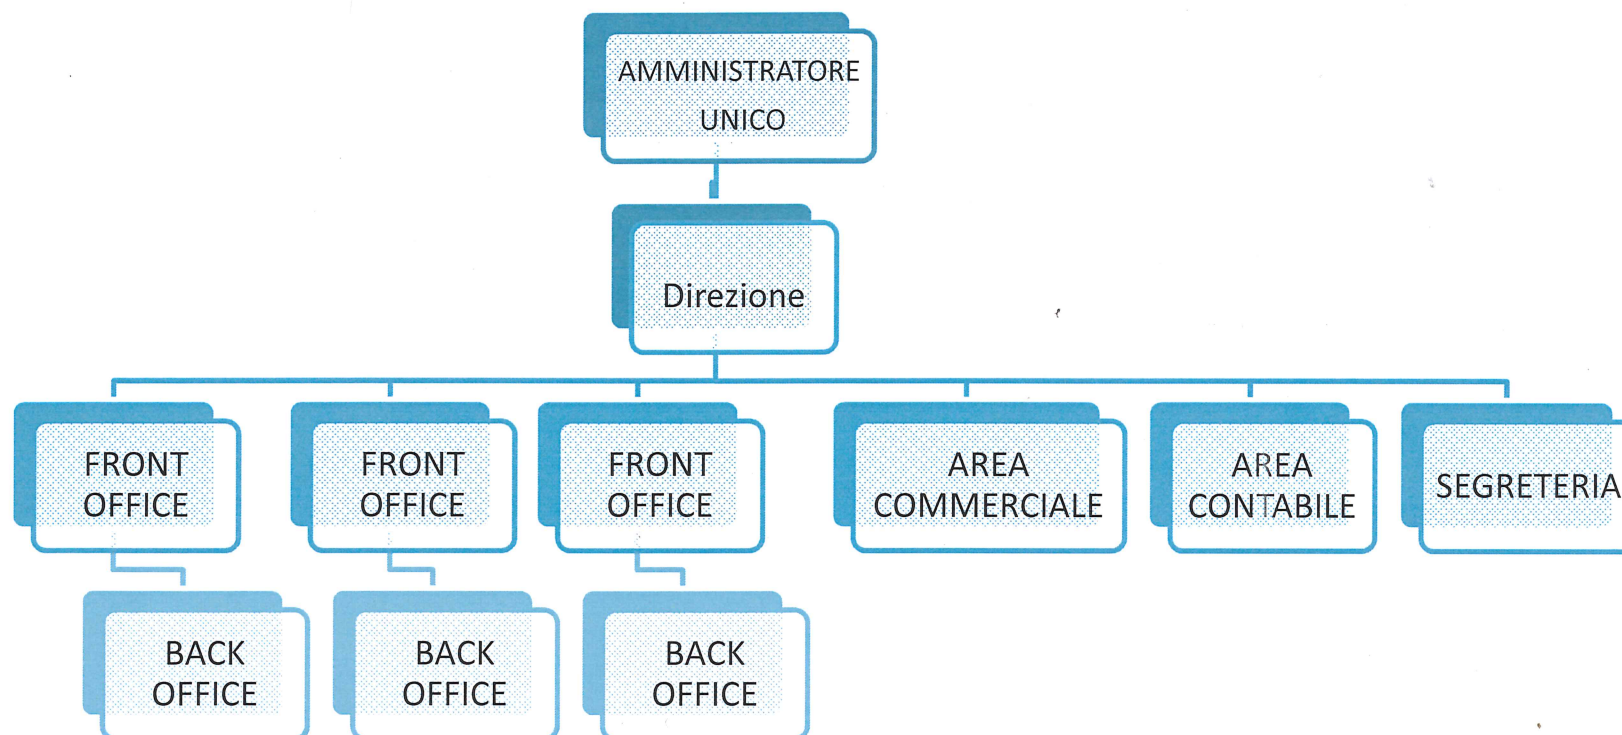 AMMINISTRATORE
UNICO
Direzione
FRONT
OFFICE
FRONT
OFFICE
FRONT
OFFICE
AREA
COMMERCIALE
AREA
CONTABILE
SEGRETERIA
BACK
OFFICE
BACK
OFFICE
BACK
OFFICE